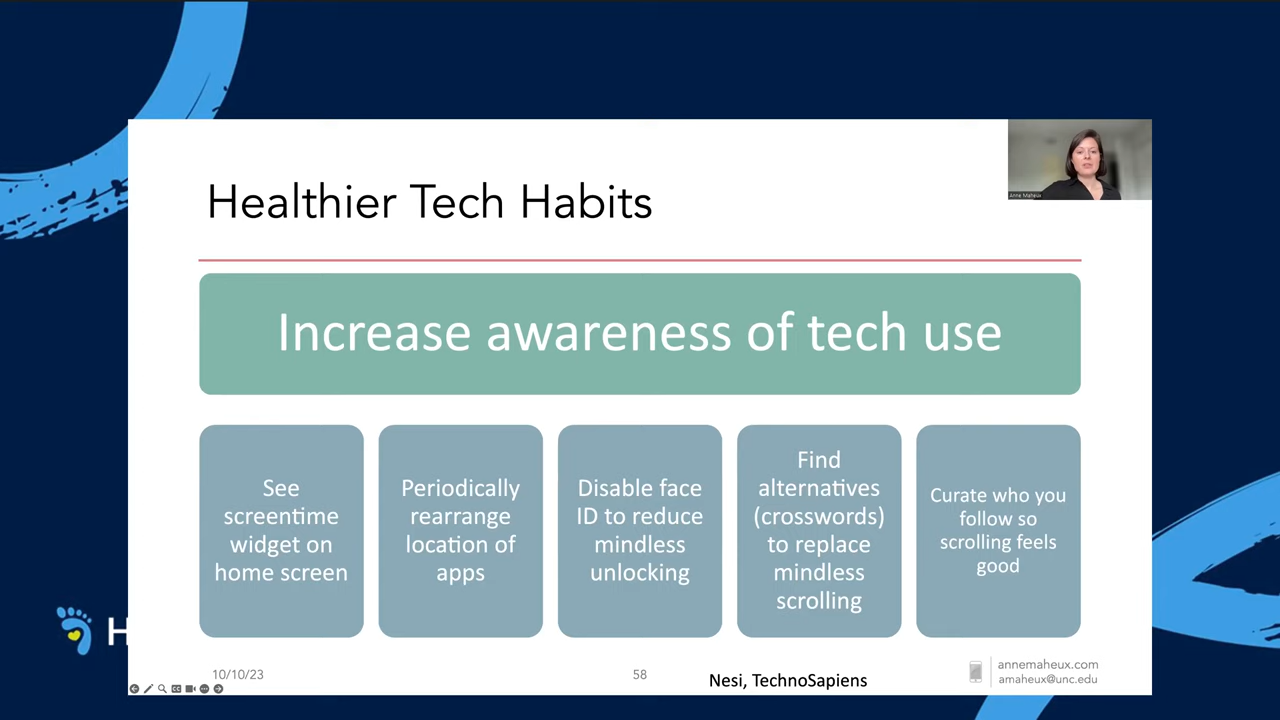 Anne Maheux
Healthier Tech Habits
Increase awareness of tech use
See
screentime
widget on
home screen
Periodically
rearrange
location of
apps
Disable face
ID to reduce
mindless
unlocking
Find
alternatives
(crosswords)
to replace
mindless
scrolling
Curate who you
follow so
scrolling feels
good
H
10/10/23
58
Nesi, TechnoSapiens
annemaheux.com
amaheux@unc.edu